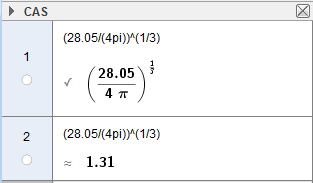 CAS
1
(28.05/(4pi))^(1/3)
✓ (28.05/(4 π))^(1/3)
2
(28.05/(4pi))^(1/3)
≈ 1.31